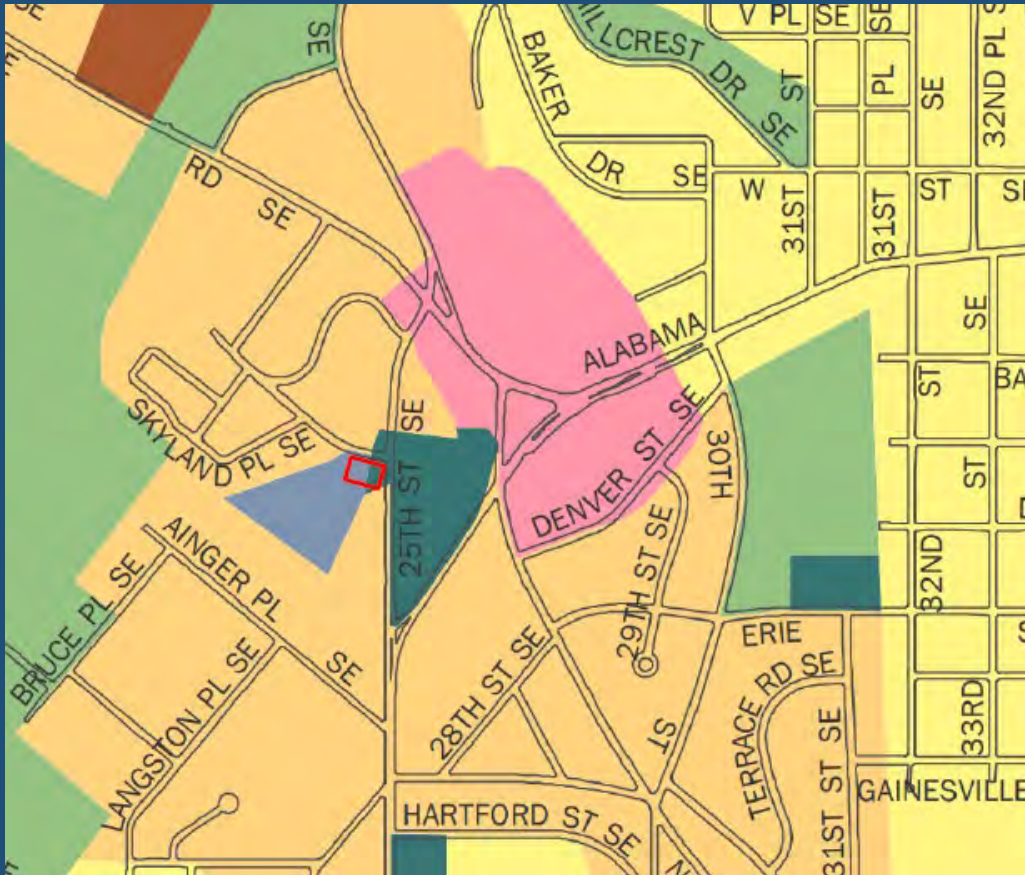 SE
SE
V PL SE
SE
32ND PL S
HILLCREST DR SE
BAKER
DR SE
ST
PL
SE
RD
SE
W
ST
31ST
31ST
SE
ALABAMA
ST
BA
SKYLAND PL SE
SE
25TH ST
DENVER ST SE
30TH
ST
ST
AINGER PL
SE
BRUCE PL SE
29TH ST SE
32ND
ERIE
LANGSTON PL SE
28TH ST SE
TERRACE RD SE
33RD
31ST ST SE
GAINESVILLE
HARTFORD ST SE
N